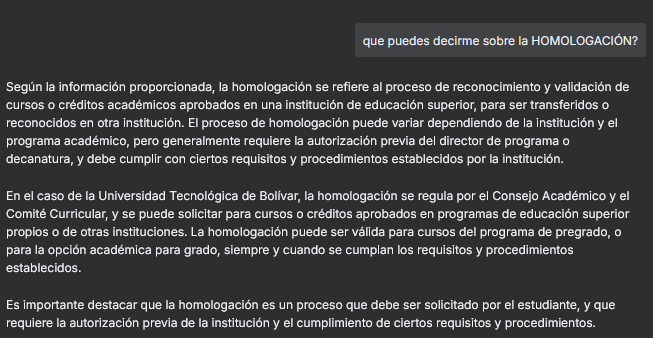 que puedes decirme sobre la HOMOLOGACIÓN?
Según la información proporcionada, la homologación se refiere al proceso de reconocimiento y validación de
cursos o créditos académicos aprobados en una institución de educación superior, para ser transferidos o
reconocidos en otra institución. El proceso de homologación puede variar dependiendo de la institución y el
programa académico, pero generalmente requiere la autorización previa del director de programa o
decanatura, y debe cumplir con ciertos requisitos y procedimientos establecidos por la institución.
En el caso de la Universidad Tecnológica de Bolívar, la homologación se regula por el Consejo Académico y el
Comité Curricular, y se puede solicitar para cursos o créditos aprobados en programas de educación superior
propios o de otras instituciones. La homologación puede ser válida para cursos del programa de pregrado, o
para la opción académica para grado, siempre y cuando se cumplan los requisitos y procedimientos
establecidos.
Es importante destacar que la homologación es un proceso que debe ser solicitado por el estudiante, y que
requiere la autorización previa de la institución y el cumplimiento de ciertos requisitos y procedimientos.